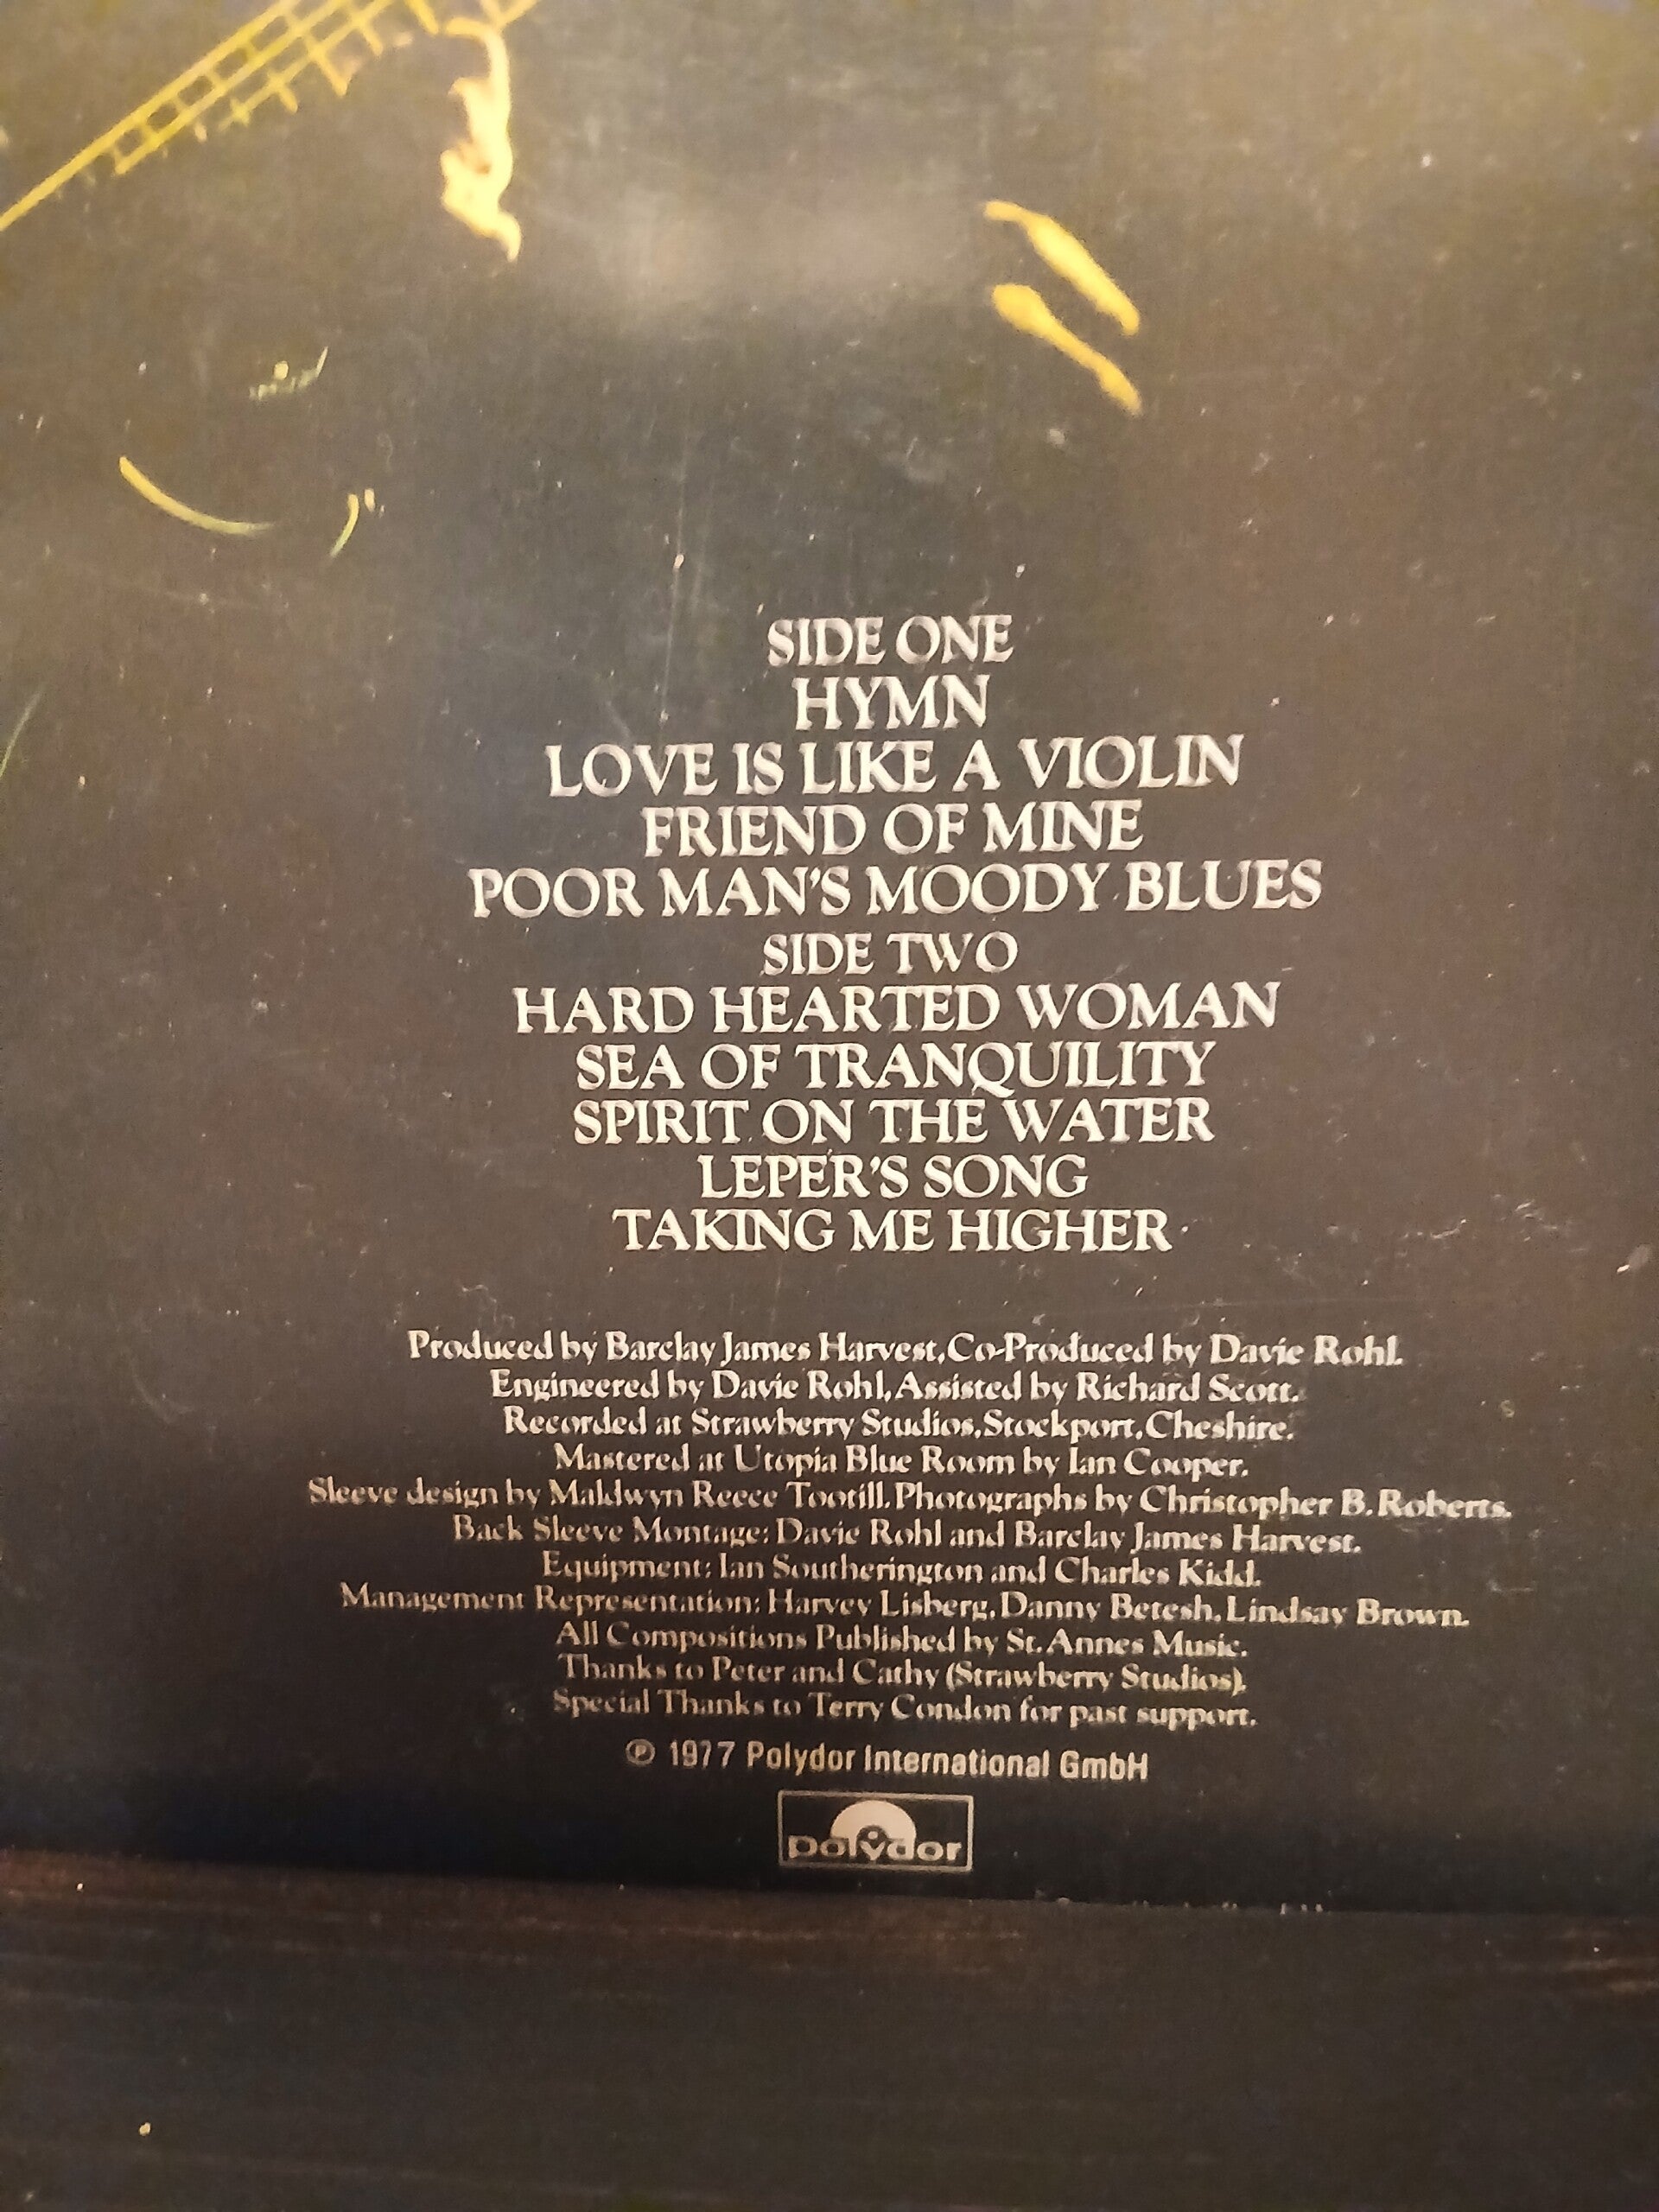 SIDE ONE
HYMN
LOVE IS LIKE A VIOLIN
FRIEND OF MINE
POOR MAN'S MOODY BLUES
SIDE TWO
HARD HEARTED WOMAN
SEA OF TRANQUILITY
SPIRIT ON THE WATER
LEPER'S SONG
TAKING ME HIGHER
Produced by Barclay James Harvest, Co-Produced by Davie Rohl.
Engineered by Davie Rohl, Assisted by Richard Scott.
Recorded at Strawberry Studios, Stockport, Cheshire.
Mastered at Utopia Blue Room by Ian Cooper.
Sleeve design by Maldwyn Reece Tootill. Photographs by Christopher B. Roberts.
Back Sleeve Montage: Davie Rohl and Barclay James Harvest.
Equipment: Ian Southerington and Charles Kidd.
Management Representation: Harvey Lisberg, Danny Betesh, Lindsay Brown.
All Compositions Published by St. Annes Music.
Thanks to Peter and Cathy (Strawberry Studios).
Special Thanks to Terry Condon for past support.
℗ 1977 Polydor International GmbH
polydor